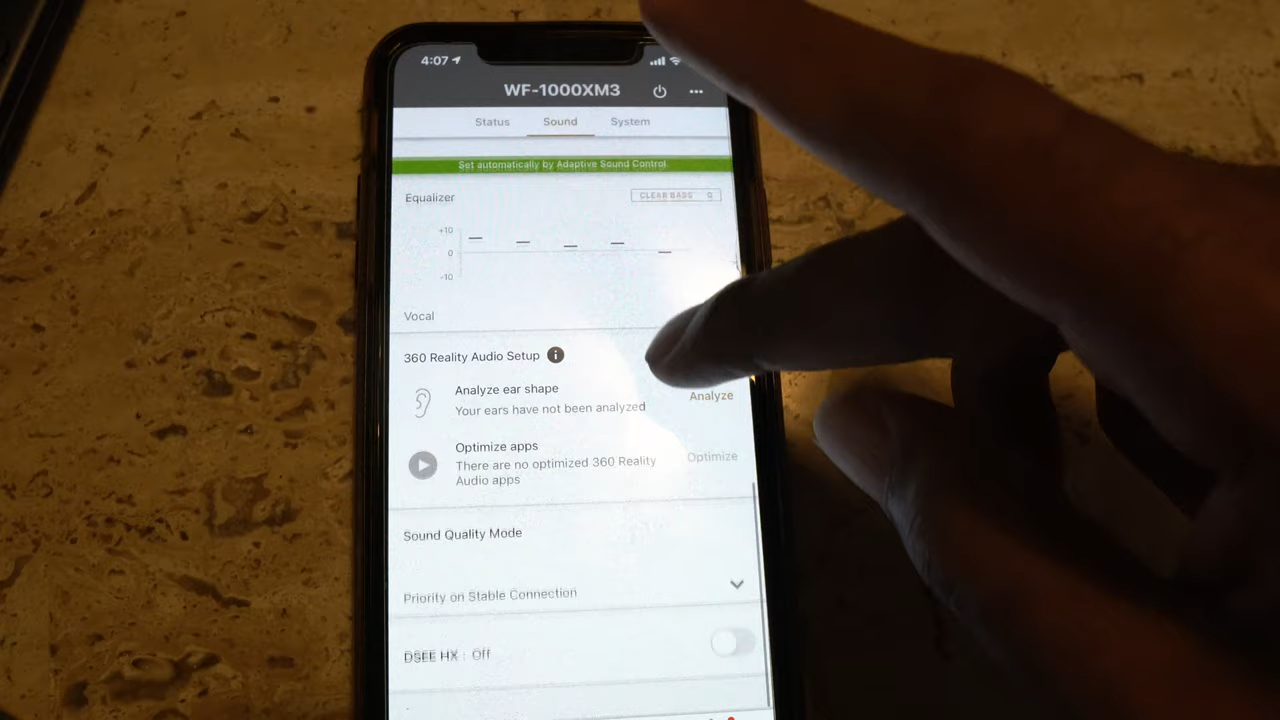 4:07
WF-1000XM3
Status Sound System
Set automatically by Adaptive Sound Control
Equalizer CLEAR BASS 0
+10
0
-10
Vocal
360 Reality Audio Setup i
Analyze ear shape
Your ears have not been analyzed
Analyze
Optimize apps
There are no optimized 360 Reality
Audio apps
Optimize
Sound Quality Mode
Priority on Stable Connection
DSEE HX : Off